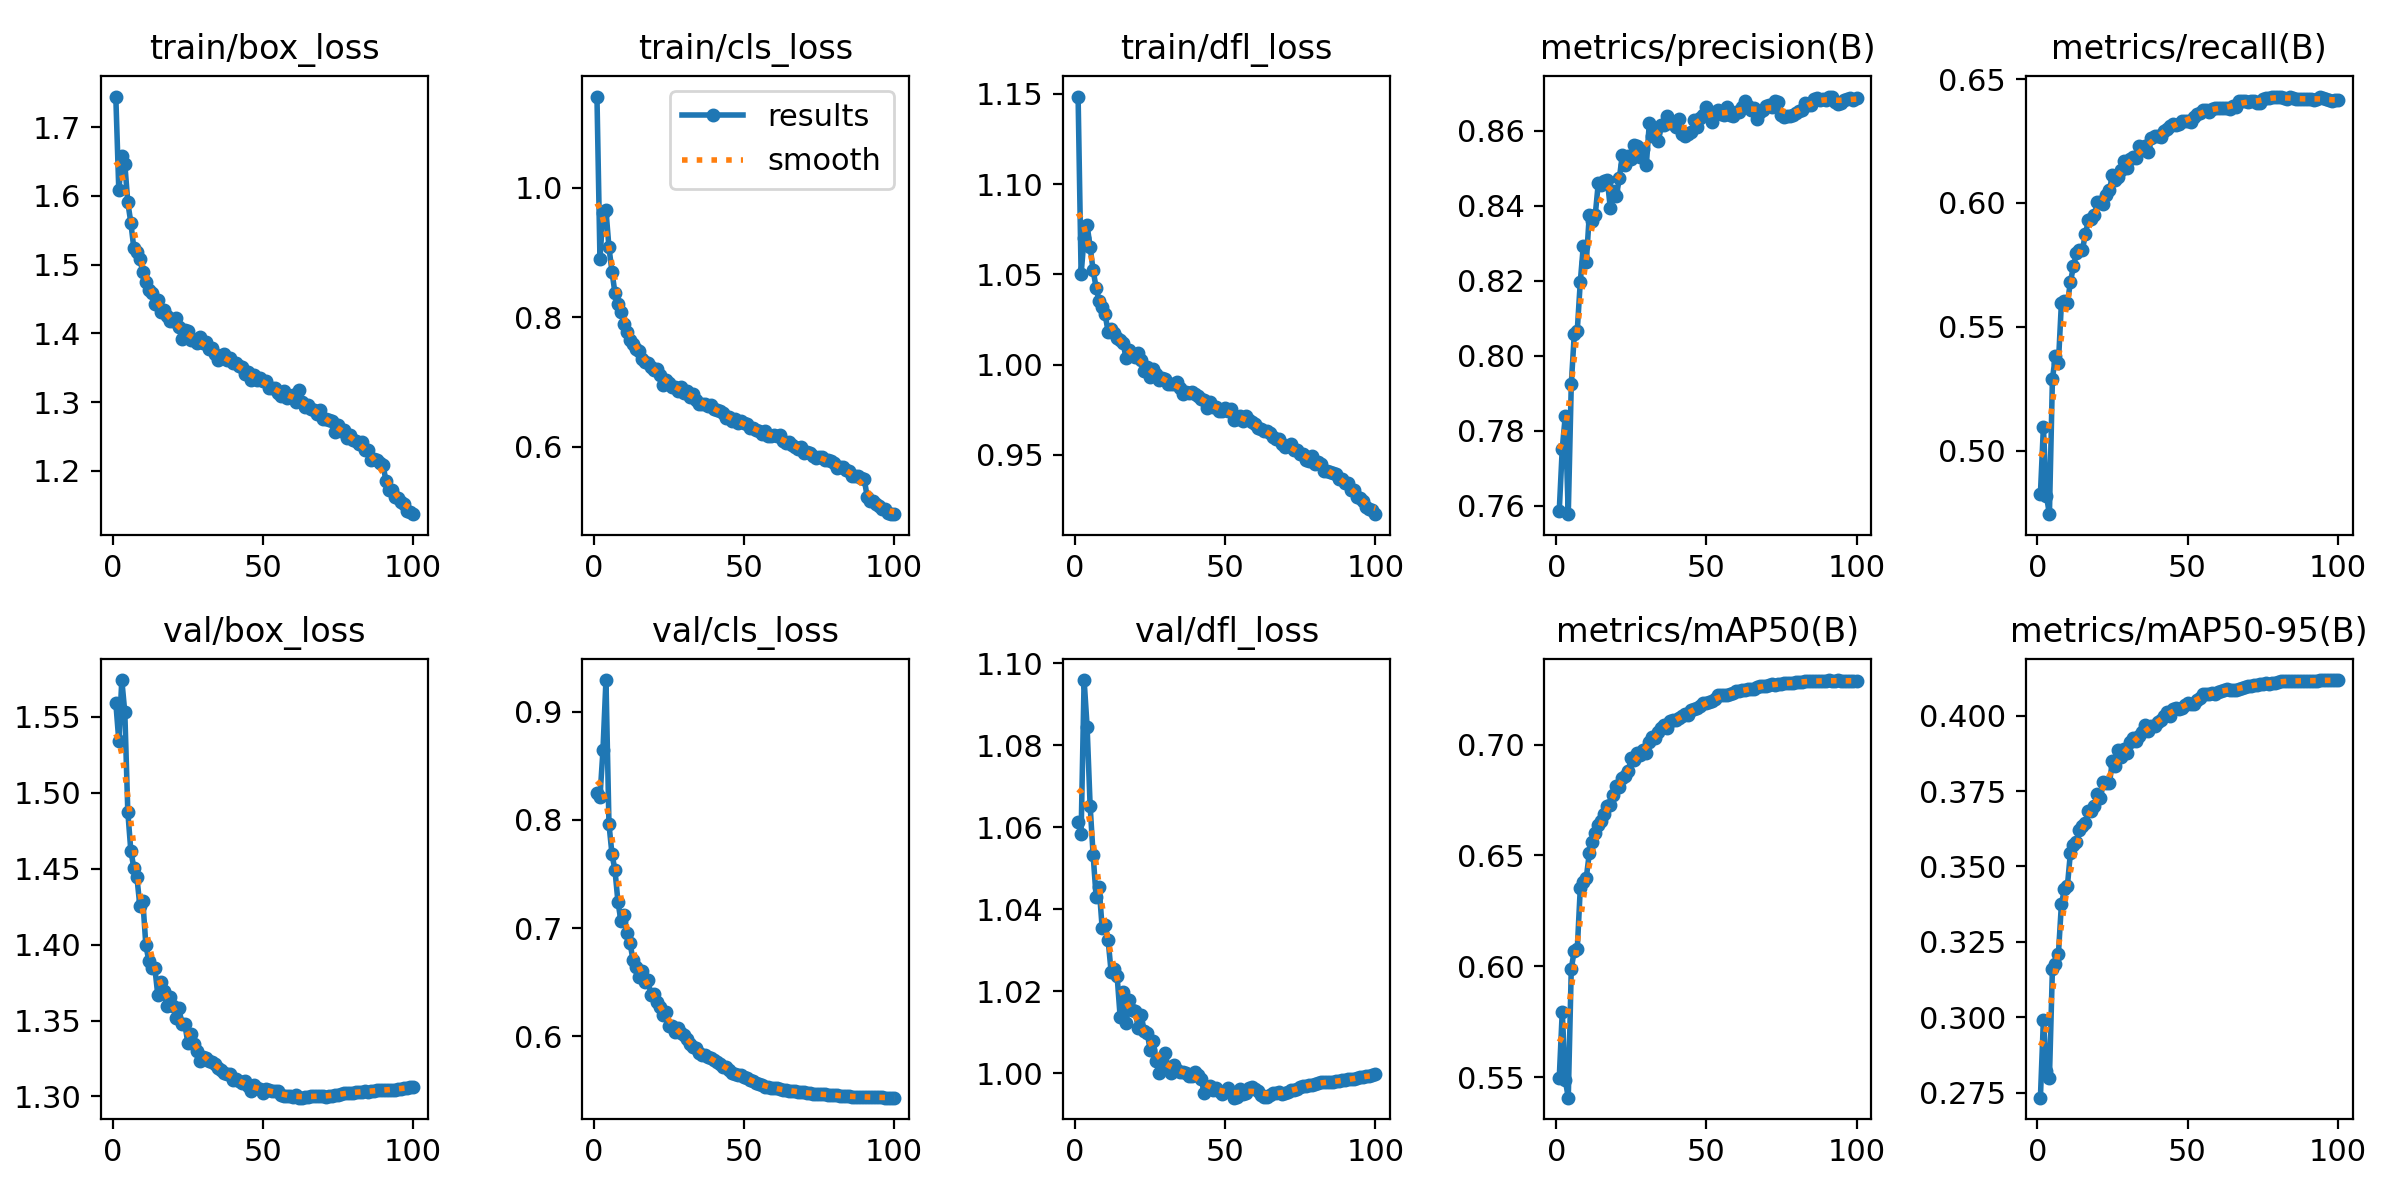 train/box_loss
1.7
1.6
1.5
1.4
1.3
1.2
0 50 100
train/cls_loss
results
smooth
1.0
0.8
0.6
0 50 100
train/dfl_loss
1.15
1.10
1.05
1.00
0.95
0 50 100
metrics/precision(B)
0.86
0.84
0.82
0.80
0.78
0.76
0 50 100
metrics/recall(B)
0.65
0.60
0.55
0.50
0 50 100
val/box_loss
1.55
1.50
1.45
1.40
1.35
1.30
0 50 100
val/cls_loss
0.9
0.8
0.7
0.6
0 50 100
val/dfl_loss
1.10
1.08
1.06
1.04
1.02
1.00
0 50 100
metrics/mAP50(B)
0.70
0.65
0.60
0.55
0 50 100
metrics/mAP50-95(B)
0.400
0.375
0.350
0.325
0.300
0.275
0 50 100